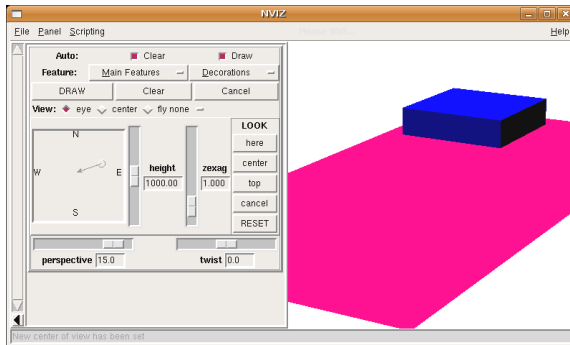 NVIZ
File Panel Scripting Help
Auto: Clear Draw
Feature: Main Features Decorations
DRAW Clear Cancel
View: eye center fly none
N
W E
S
height
1000.00
zexag
1.000
LOOK
here
center
top
cancel
RESET
perspective 15.0 twist 0.0
New center of view has been set